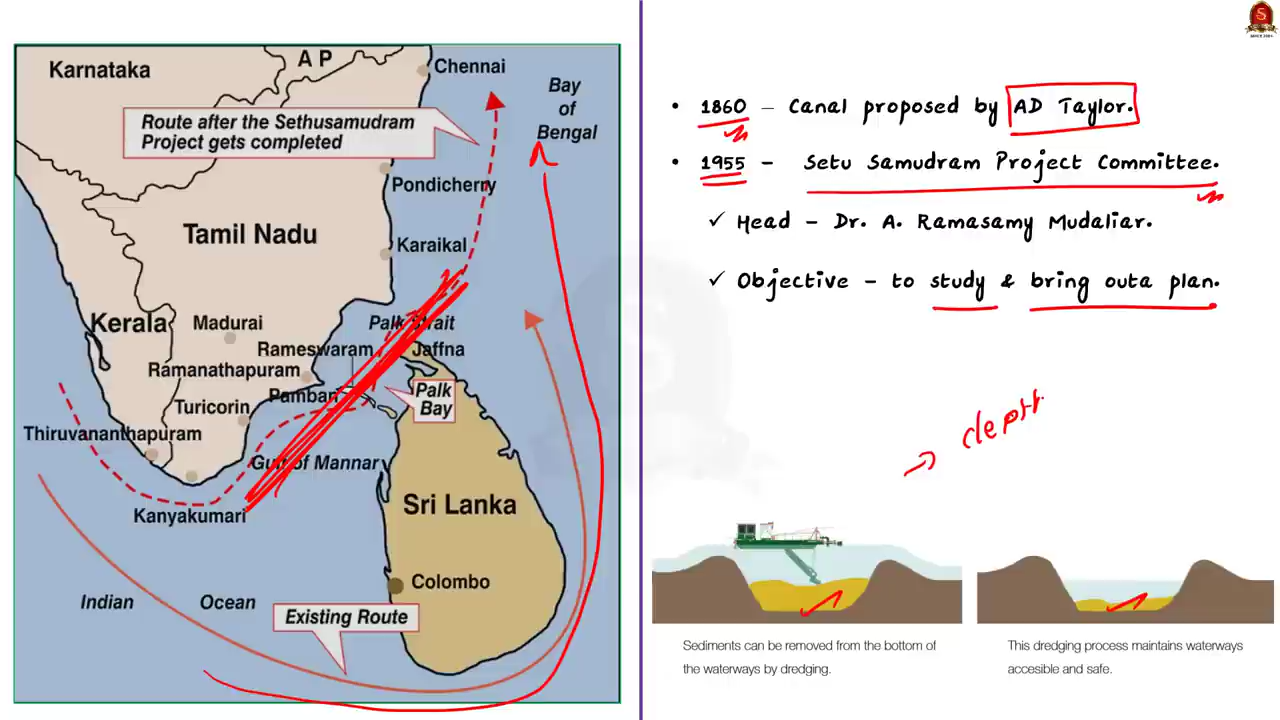 Karnataka
A P
Chennai
Bay
of
Bengal
Route after the Sethusamudram
Project gets completed
Pondicherry
Tamil Nadu
Karaikal
Kerala
Madurai
Palk Strait
Rameswaram
Jaffna
Ramanathapuram
Pamban
Palk
Bay
Turicorin
Thiruvananthapuram
Gulf of Mannar
Kanyakumari
Sri Lanka
Colombo
Indian Ocean
Existing Route
S
SINCE 2004
• 1860 – Canal proposed by AD Taylor.
• 1955 – Setu Samudram Project Committee.
✓ Head – Dr. A. Ramasamy Mudaliar.
✓ Objective – to study & bring outa plan.
→ depth
Sediments can be removed from the bottom of
the waterways by dredging.
This dredging process maintains waterways
accesible and safe.